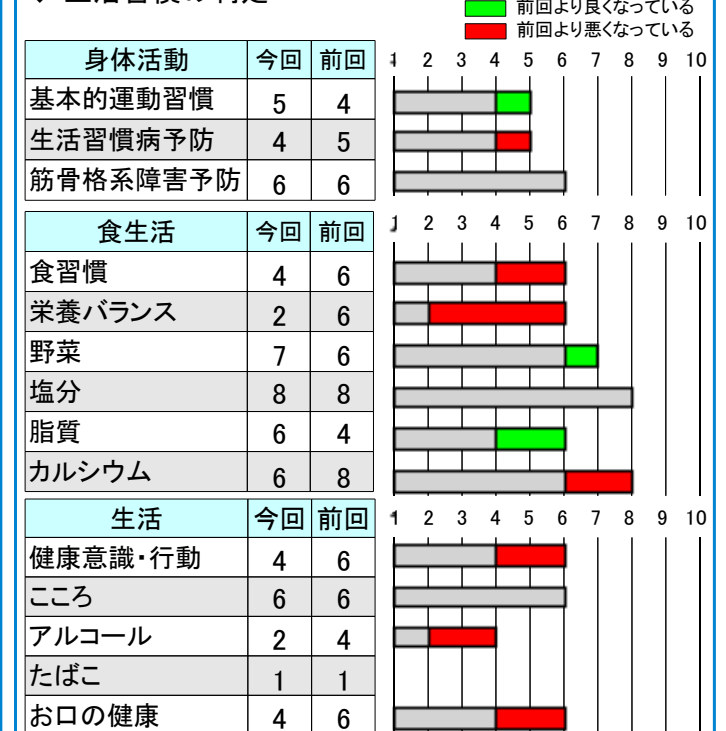 前回より良くなっている
前回より悪くなっている
身体活動 今回 前回 1 2 3 4 5 6 7 8 9 10
基本的運動習慣 5 4
生活習慣病予防 4 5
筋骨格系障害予防 6 6
食生活 今回 前回 1 2 3 4 5 6 7 8 9 10
食習慣 4 6
栄養バランス 2 6
野菜 7 6
塩分 8 8
脂質 6 4
カルシウム 6 8
生活 今回 前回 1 2 3 4 5 6 7 8 9 10
健康意識・行動 4 6
こころ 6 6
アルコール 2 4
たばこ 1 1
お口の健康 4 6